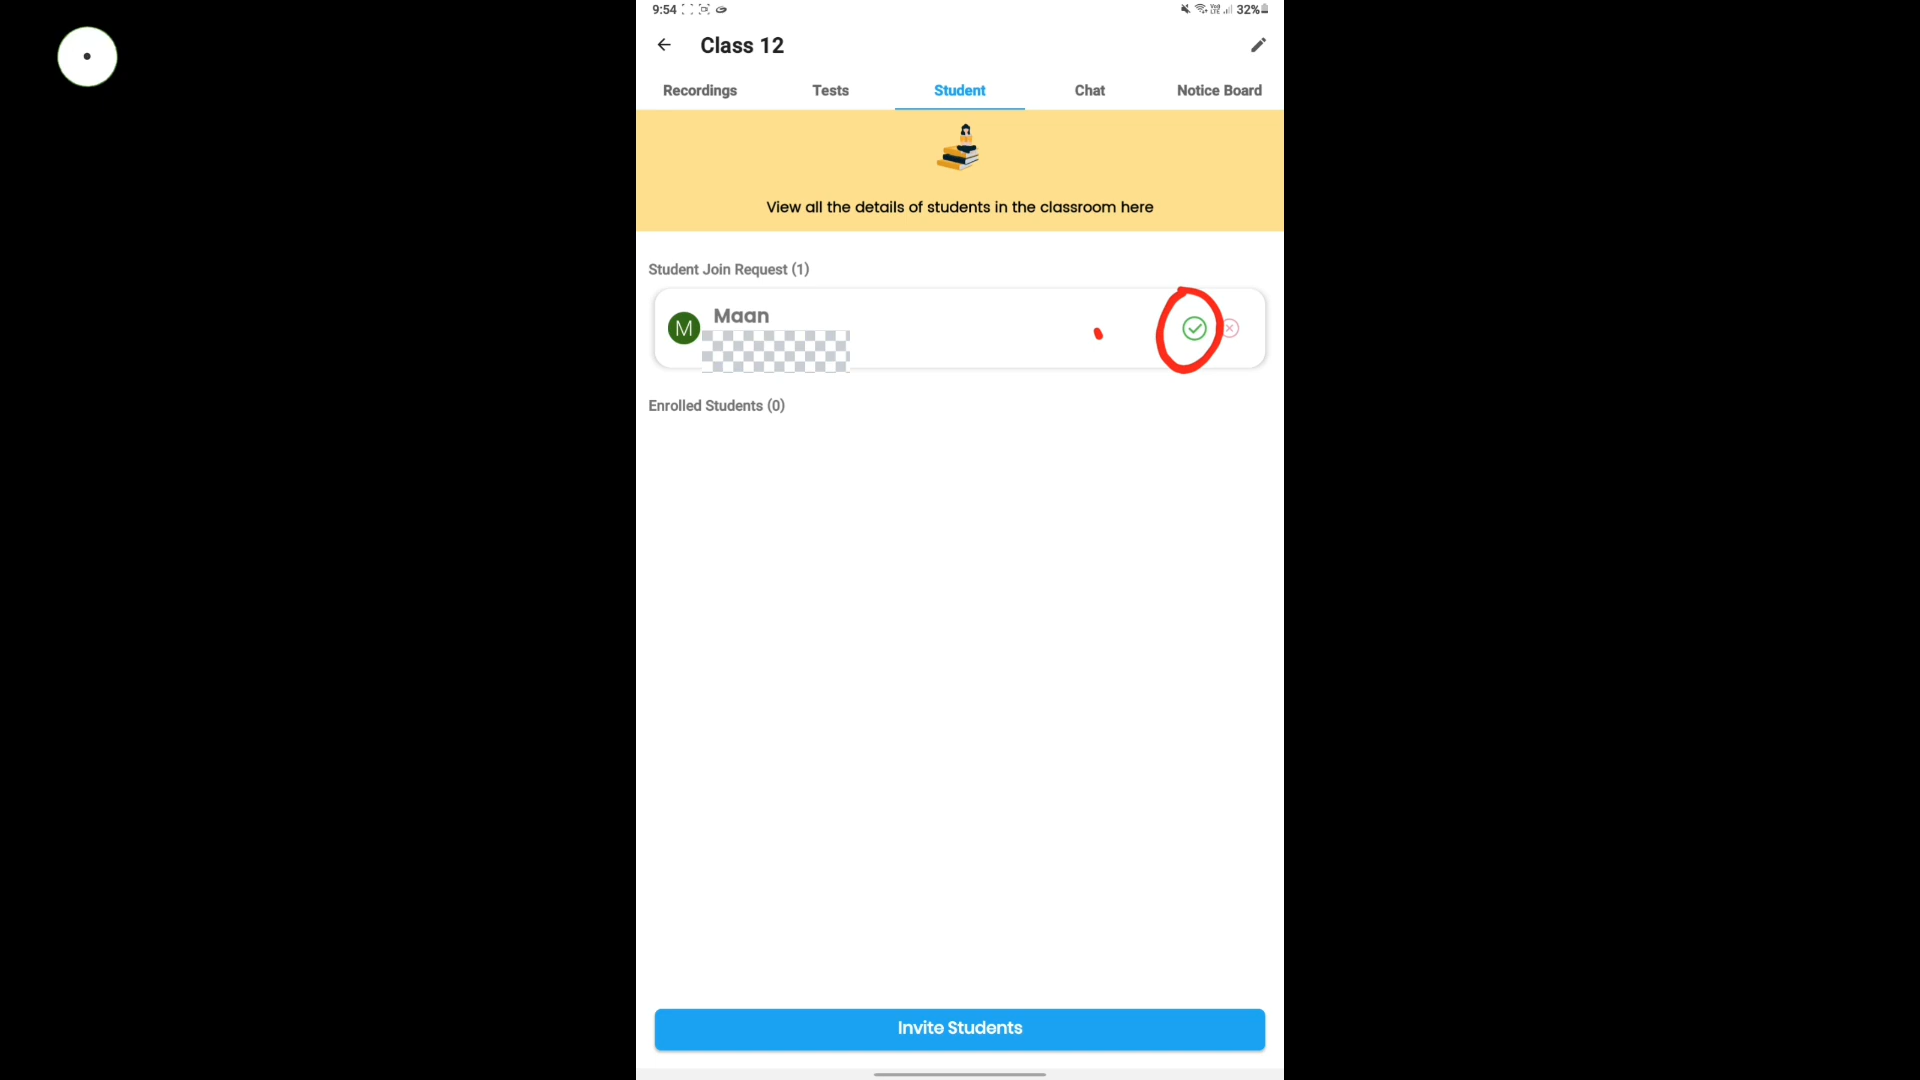 9:54 32%
Class 12
Recordings Tests Student Chat Notice Board
View all the details of students in the classroom here
Student Join Request (1)
M Maan
Enrolled Students (0)
Invite Students